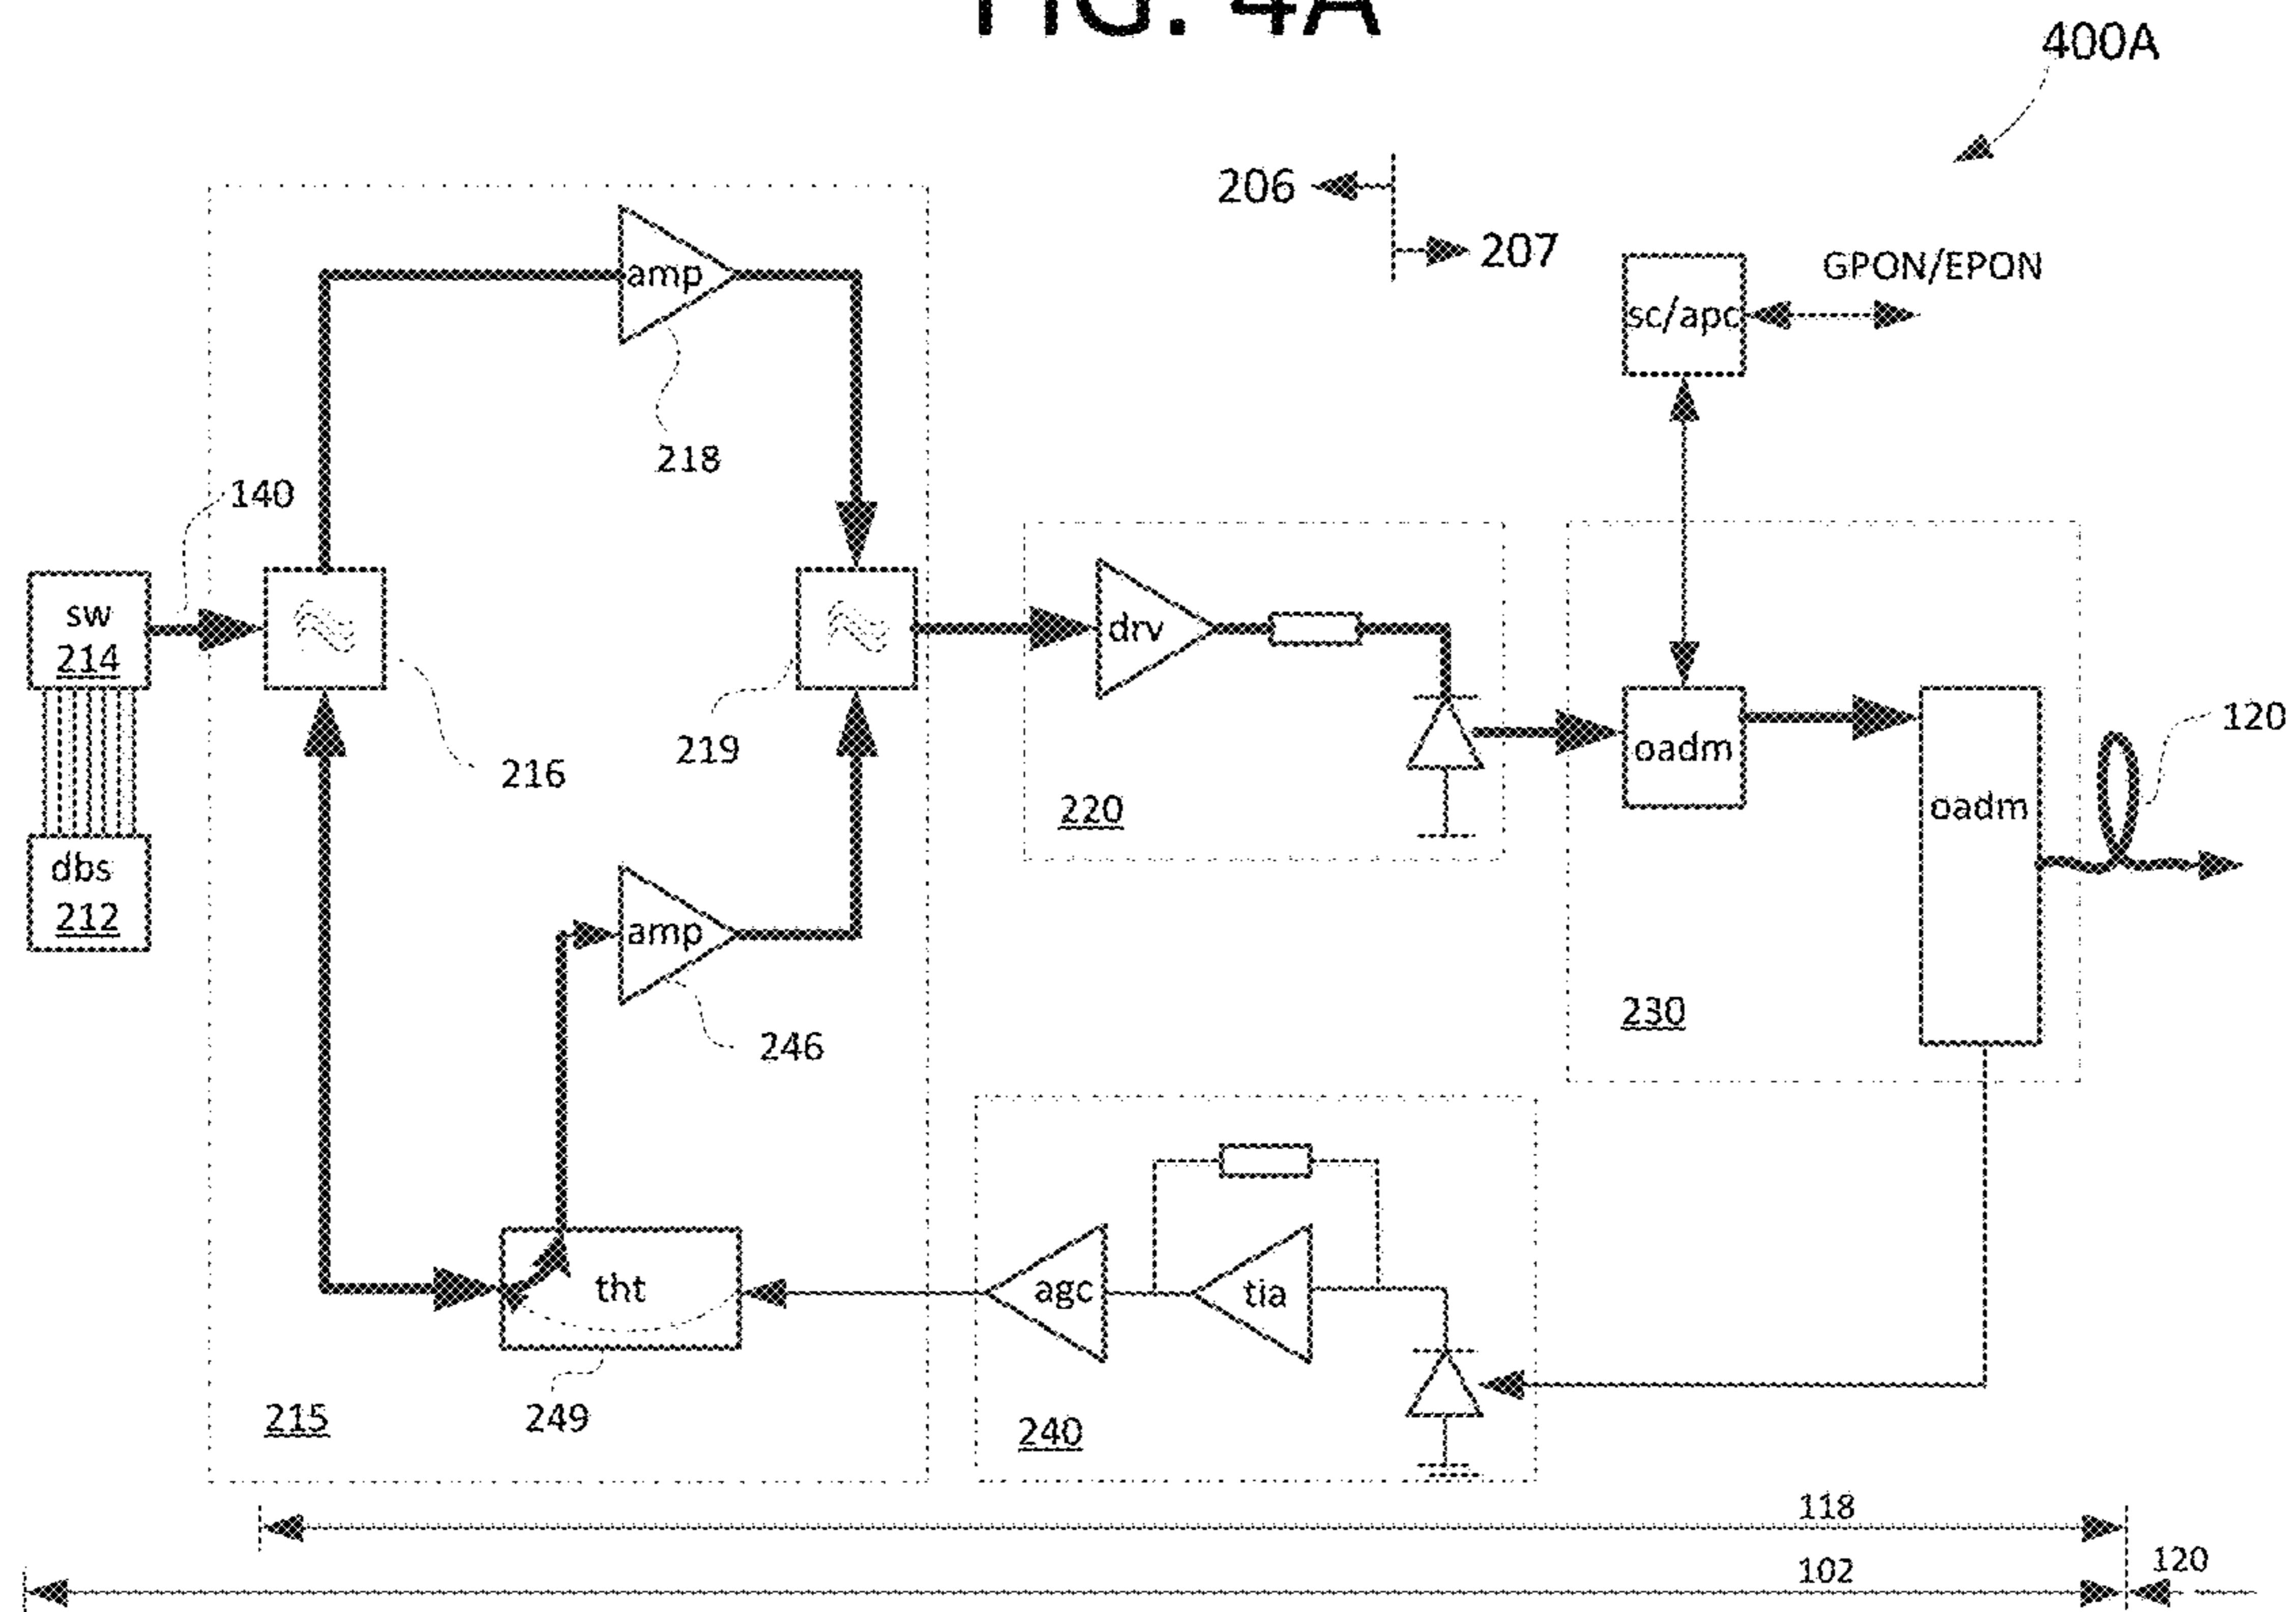 FIG. 4A
400A
206
207
GPON/EPON
sc/apc
amp
218
140
sw
214
dbs
212
216
219
drv
220
oadm
oadm
120
230
amp
246
tht
249
215
agc
tia
240
118
102
120